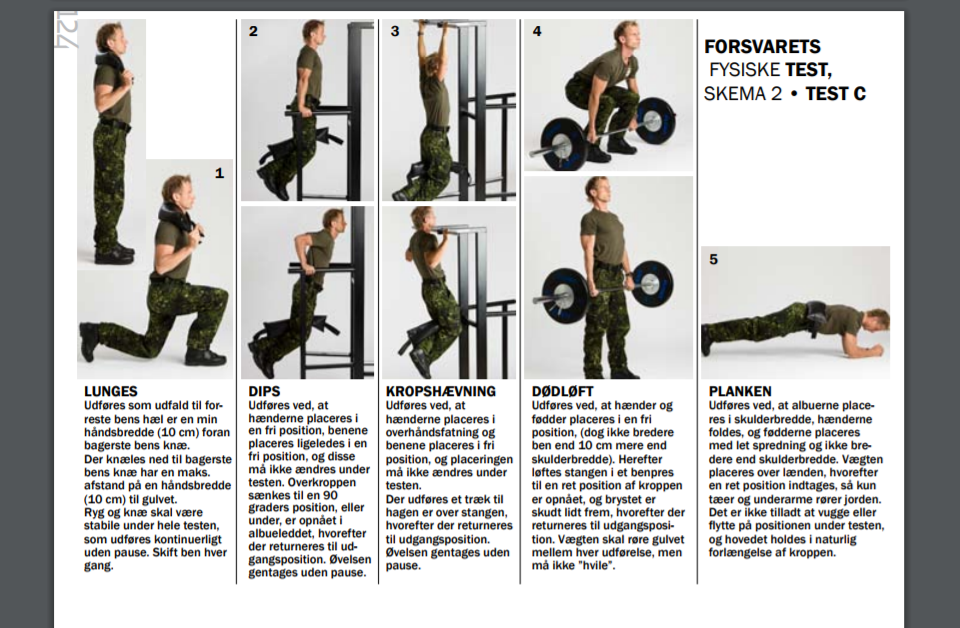 124
FORSVARETS
FYSISKE TEST,
SKEMA 2 • TEST C
1
2
3
4
5
LUNGES
Udføres som udfald til for-
reste bens hæl er en min
håndsbredde (10 cm) foran
bagerste bens knæ.
Der knæles ned til bagerste
bens knæ har en maks.
afstand på en håndsbredde
(10 cm) til gulvet.
Ryg og knæ skal være
stabile under hele testen,
som udføres kontinuerligt
uden pause. Skift ben hver
gang.
DIPS
Udføres ved, at
hænderne placeres i
en fri position, benene
placeres ligeledes i en
fri position, og disse
må ikke ændres under
testen. Overkroppen
sænkes til en 90
graders position, eller
under, er opnået i
albueleddet, hvorefter
der returneres til ud-
gangsposition. Øvelsen
gentages uden pause.
KROPSHÆVNING
Udføres ved, at
hænderne placeres i
overhåndsfatning og
benene placeres i fri
position, og placeringen
må ikke ændres under
testen.
Der udføres et træk til
hagen er over stangen,
hvorefter der returneres
til udgangsposition.
Øvelsen gentages uden
pause.
DØDLØFT
Udføres ved, at hænder og
fødder placeres i en fri
position, (dog ikke bredere
ben end 10 cm mere end
skulderbredde). Herefter
løftes stangen i et benpres
til en ret position af kroppen
er opnået, og brystet er
skudt lidt frem, hvorefter der
returneres til udgangsposi-
tion. Vægten skal røre gulvet
mellem hver udførelse, men
må ikke ”hvile”.
PLANKEN
Udføres ved, at albuerne place-
res i skulderbredde, hænderne
foldes, og fødderne placeres
med let spredning og ikke bre-
dere end skulderbredde. Vægten
placeres over lænden, hvorefter
en ret position indtages, så kun
tæer og underarme rører jorden.
Det er ikke tilladt at vugge eller
flytte på positionen under testen,
og hovedet holdes i naturlig
forlængelse af kroppen.